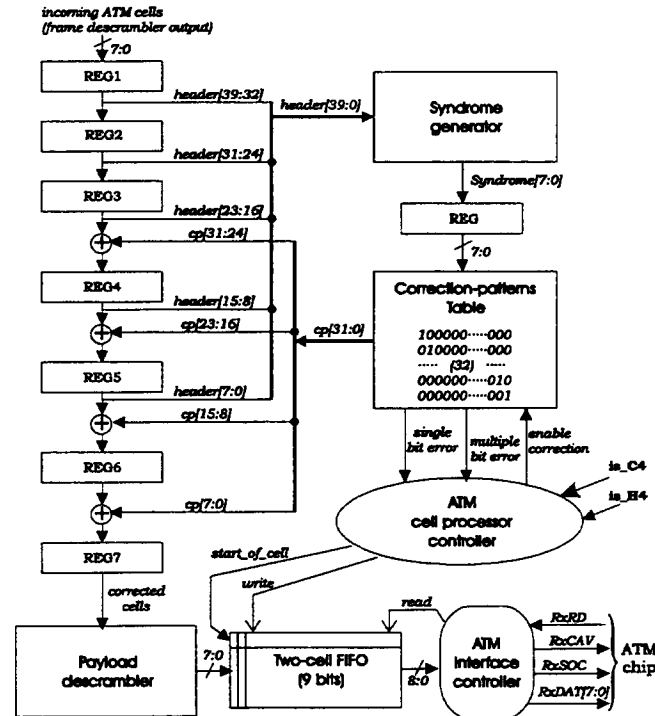 incoming ATM cells
(frame descrambler output)
7:0
REG1
header[39:32]
REG2
header[31:24]
REG3
header[23:16]
cp[31:24]
REG4
header[15:8]
cp[23:16]
REG5
header[7:0]
cp[15:8]
REG6
cp[7:0]
REG7
corrected
cells
Payload
descrambler
7:0
header[39:0]
Syndrome
generator
Syndrome[7:0]
REG
7:0
Correction-patterns
Table
100000·····000
010000·····000
····· (32) ·····
000000·····010
000000·····001
cp[31:0]
single
bit error
multiple
bit error
enable
correction
is_C4
is_H4
ATM
cell processor
controller
start_of_cell
write
read
Two-cell FIFO
(9 bits)
8:0
ATM
interface
controller
RxRD
RxCAV
RxSOC
RxDAT[7:0]
ATM
chip